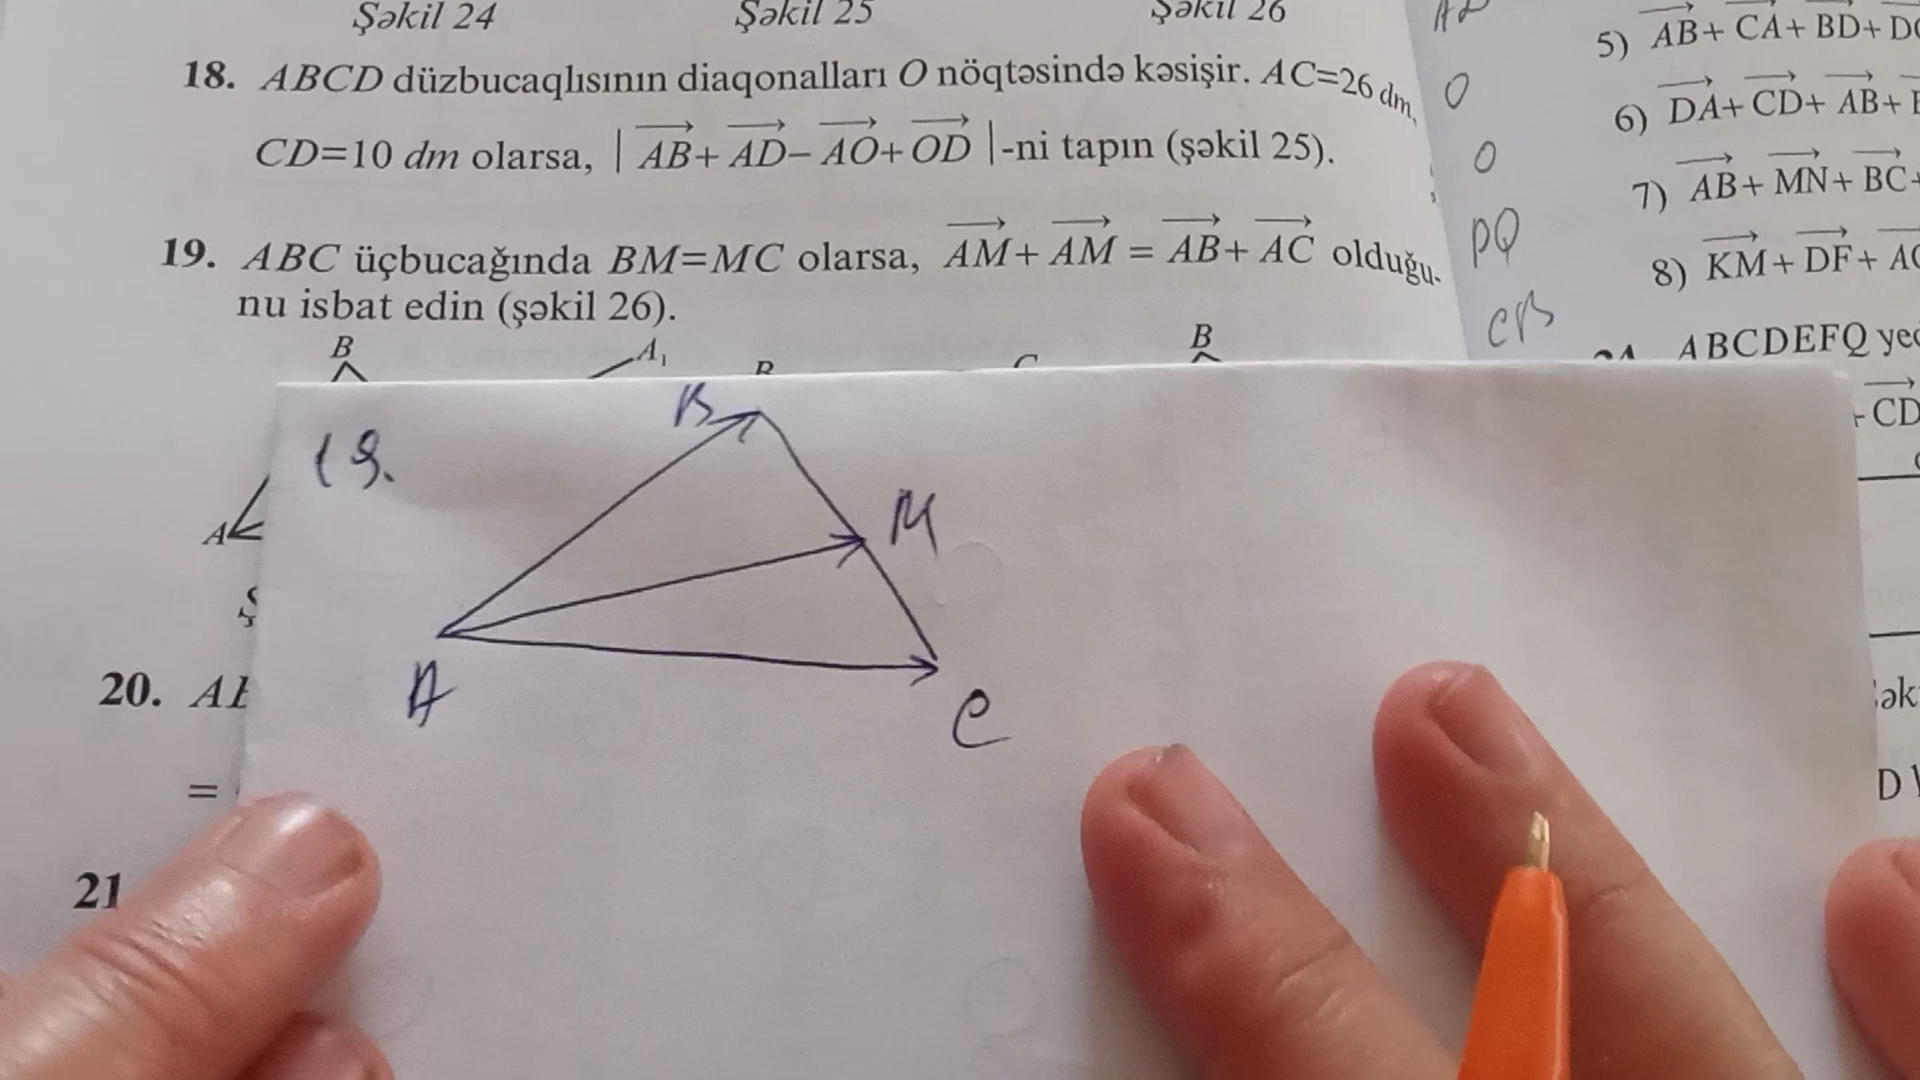 Şəkil 24
Şəkil 25
Şəkil 26
18. ABCD düzbucaqlısının diaqonalları O nöqtəsində kəsişir. AC=26 dm,
CD=10 dm olarsa, | AB+ AD– AO+ OD |-ni tapın (şəkil 25).
19. ABC üçbucağında BM=MC olarsa, AM+ AM = AB+ AC olduğu-
nu isbat edin (şəkil 26).
B
A₁
B
A
20.
=
21
19.
B
M
A
C
O
O
PQ
CB
5) AB+ CA+ BD+
6) DA+ CD+ AB+
7) AB+ MN+ BC+
8) KM+ DF+
ABCDEFQ
CD